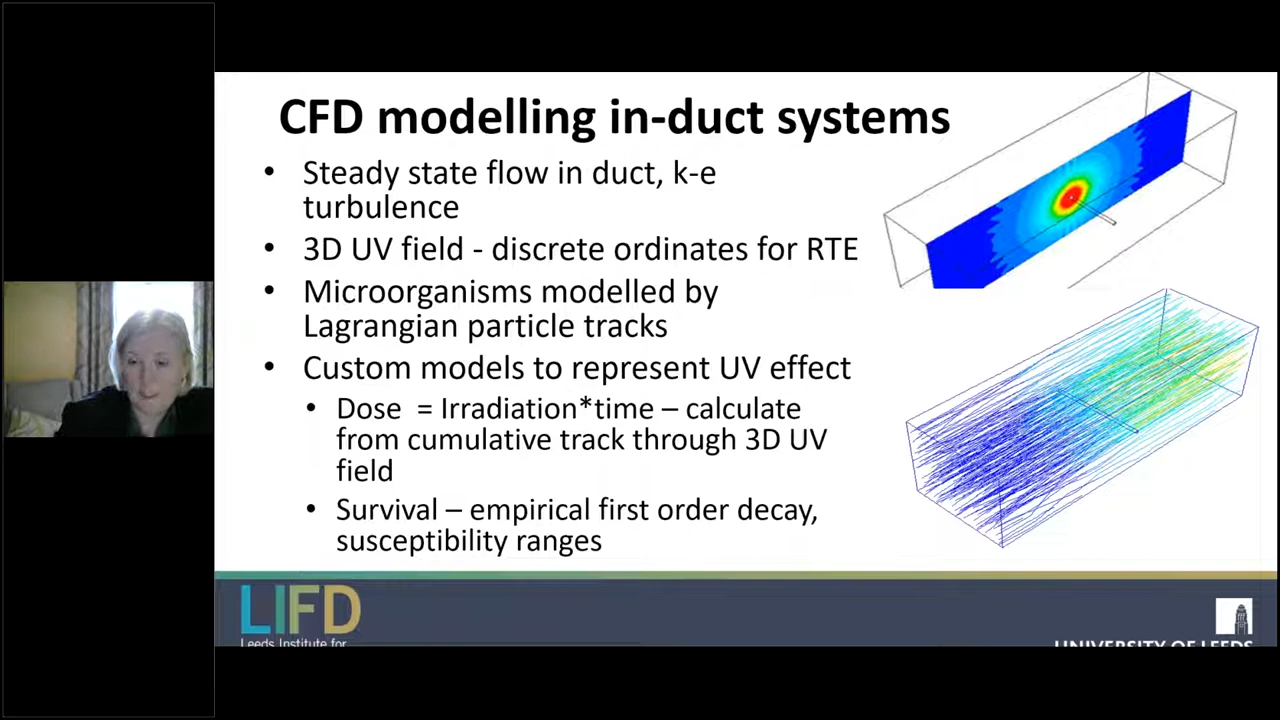 CFD modelling in-duct systems
• Steady state flow in duct, k-e
turbulence
• 3D UV field - discrete ordinates for RTE
• Microorganisms modelled by
Lagrangian particle tracks
• Custom models to represent UV effect
• Dose = Irradiation*time – calculate
from cumulative track through 3D UV
field
• Survival – empirical first order decay,
susceptibility ranges
LIFD
Leeds Institute for
UNIVERSITY OF LEEDS